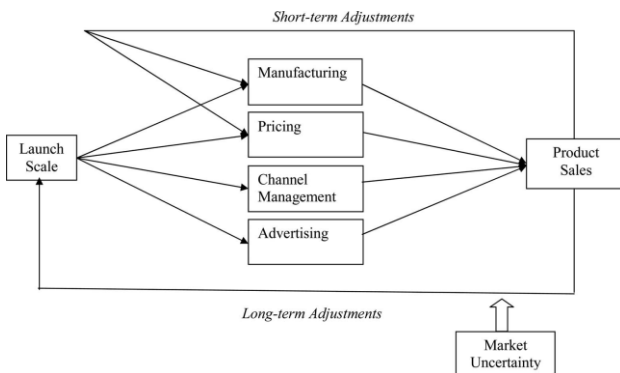 Short-term Adjustments
Manufacturing
Pricing
Launch
Scale
Product
Sales
Channel
Management
Advertising
Long-term Adjustments
Market
Uncertainty